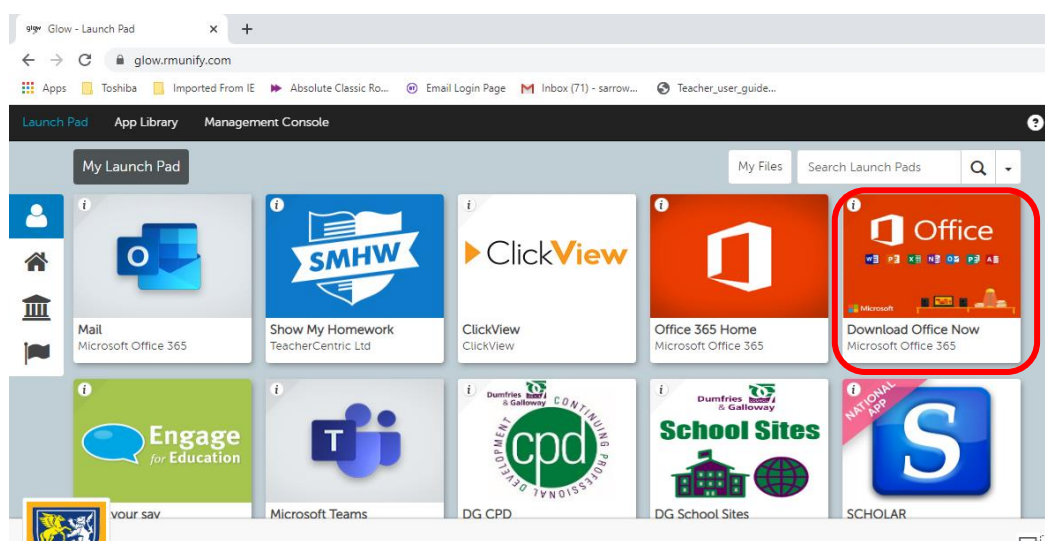 glow Glow - Launch Pad
glow.rmunify.com
Apps Toshiba Imported From IE Absolute Classic Ro... Email Login Page Inbox (71) - sarrow... Teacher_user_guide...
Launch Pad App Library Management Console
My Launch Pad My Files Search Launch Pads
SMHW
ClickView
Office
Microsoft
Mail
Microsoft Office 365
Show My Homework
TeacherCentric Ltd
ClickView
ClickView
Office 365 Home
Microsoft Office 365
Download Office Now
Microsoft Office 365
Engage
for Education
T
Dumfries
& Galloway
CONTINUING PROFESSIONAL DEVELOPMENT
cpd
Dumfries
& Galloway
School Sites
NATIONAL
APP
S
your say
Microsoft Teams
DG CPD
DG School Sites
SCHOLAR